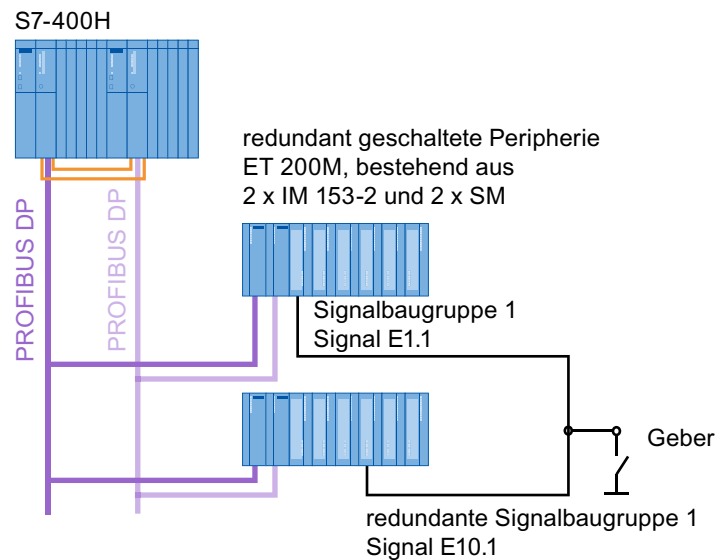 S7-400H
redundant geschaltete Peripherie
ET 200M, bestehend aus
2 x IM 153-2 und 2 x SM
PROFIBUS DP
PROFIBUS DP
Signalbaugruppe 1
Signal E1.1
Geber
redundante Signalbaugruppe 1
Signal E10.1